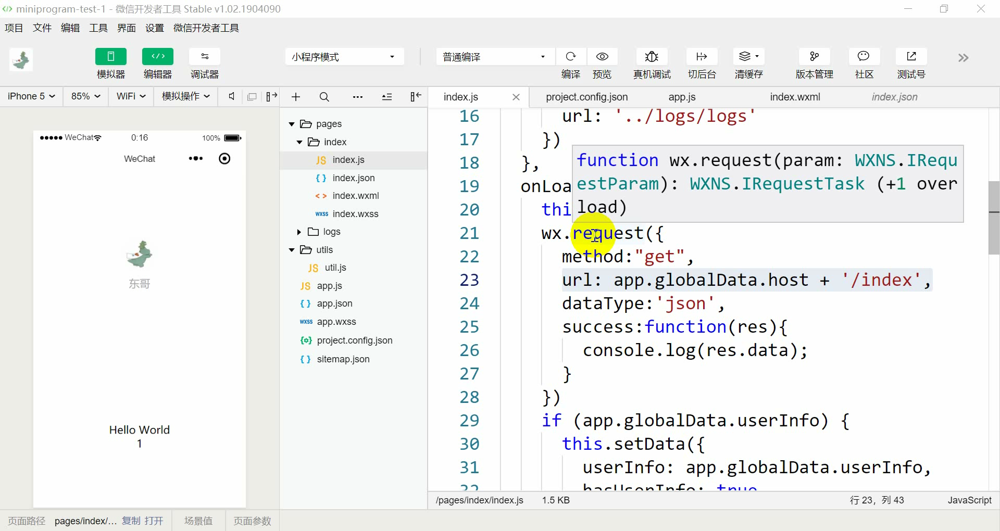 miniprogram-test-1 - 微信开发者工具 Stable v1.02.1904090
项目 文件 编辑 工具 界面 设置 微信开发者工具
小程序模式 普通编译
模拟器 编辑器 调试器 编译 预览 真机调试 切后台 清缓存 版本管理 社区 测试号
iPhone 5 85% WiFi 模拟操作
index.js project.config.json app.js index.wxml index.json
WeChat 0:16 100%
WeChat
东哥
Hello World
1
pages
index
JS index.js
{ } index.json
< > index.wxml
wxss index.wxss
logs
utils
JS util.js
JS app.js
{ } app.json
wxss app.wxss
project.config.json
{ } sitemap.json
16 url: '../logs/logs'
17 })
18 },
19 onLoa
20 thi
function wx.request(param: WXNS.IRequ
estParam): WXNS.IRequestTask (+1 over
load)
21 wx.request({
22 method:"get",
23 url: app.globalData.host + '/index',
24 dataType:'json',
25 success:function(res){
26 console.log(res.data);
27 }
28 })
29 if (app.globalData.userInfo) {
30 this.setData({
31 userInfo: app.globalData.userInfo,
32 hasUserInfo: true
/pages/index/index.js 1.5 KB 行 23, 列 43 JavaScript
页面路径 pages/index/... 复制 打开 场景值 页面参数